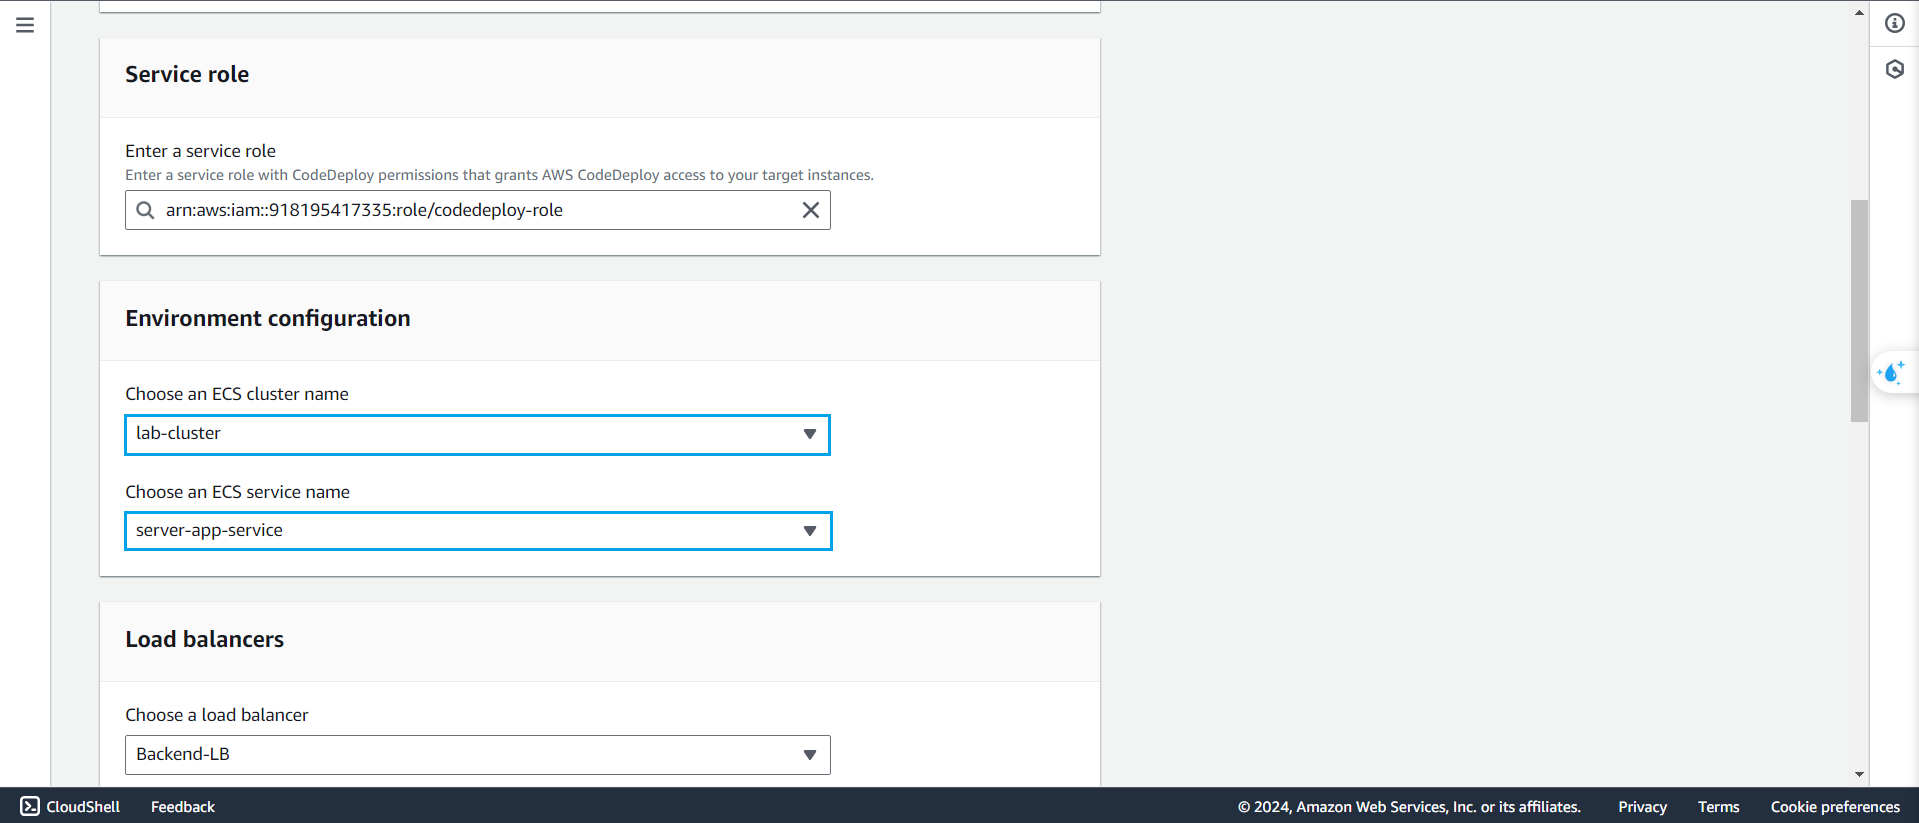 Service role
Enter a service role
Enter a service role with CodeDeploy permissions that grants AWS CodeDeploy access to your target instances.
arn:aws:iam::918195417335:role/codedeploy-role
Environment configuration
Choose an ECS cluster name
lab-cluster
Choose an ECS service name
server-app-service
Load balancers
Choose a load balancer
Backend-LB
CloudShell Feedback © 2024, Amazon Web Services, Inc. or its affiliates. Privacy Terms Cookie preferences